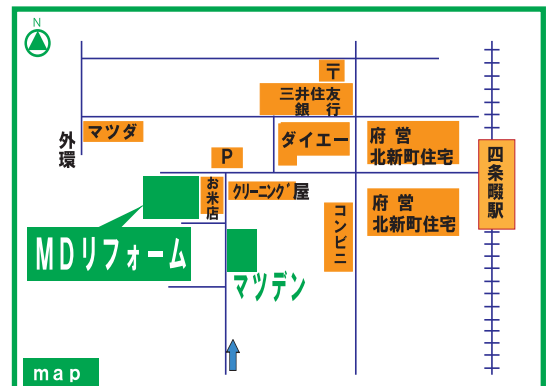 N
〒
三井住友
銀 行
マツダ
外
環
ダイエー
府 営
北新町住宅
四条畷駅
P
お米店
クリーニング屋
府 営
北新町住宅
コンビニ
MDリフォーム
マツデン
map